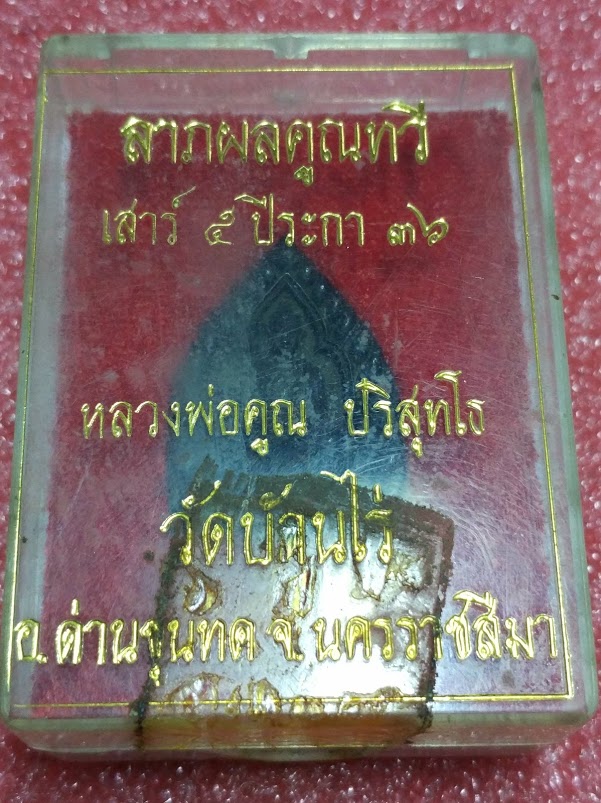 ลาภผลคูณทวี
เสาร์ ๕ ปีระกา ๓๖
หลวงพ่อคูณ ปริสุทโธ
วัดบ้านไร่
อ.ด่านขุนทด จ.นครราชสีมา